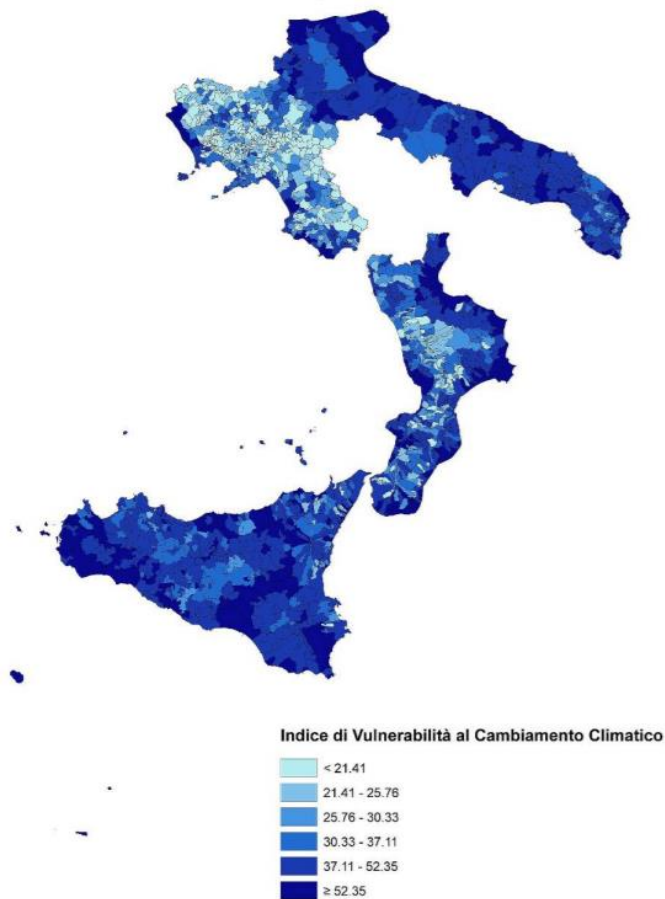 Indice di Vulnerabilità al Cambiamento Climatico
< 21.41
21.41 - 25.76
25.76 - 30.33
30.33 - 37.11
37.11 - 52.35
≥ 52.35